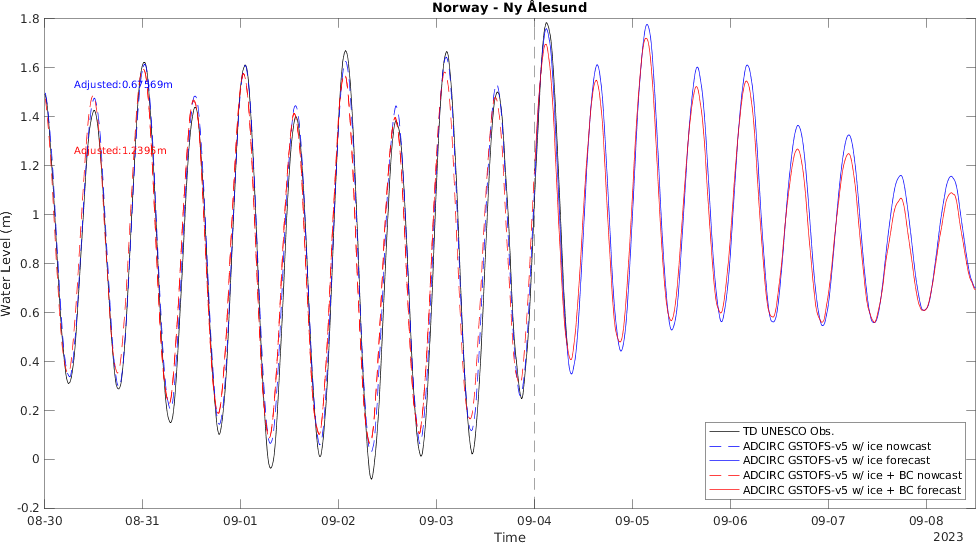 Norway - Ny Ålesund
1.8
1.6
1.4
1.2
1
0.8
0.6
0.4
0.2
0
-0.2
Water Level (m)
Adjusted:0.67569m
Adjusted:1.2395m
TD UNESCO Obs.
ADCIRC GSTOFS-v5 w/ ice nowcast
ADCIRC GSTOFS-v5 w/ ice forecast
ADCIRC GSTOFS-v5 w/ ice + BC nowcast
ADCIRC GSTOFS-v5 w/ ice + BC forecast
08-30 08-31 09-01 09-02 09-03 09-04 09-05 09-06 09-07 09-08
Time
2023